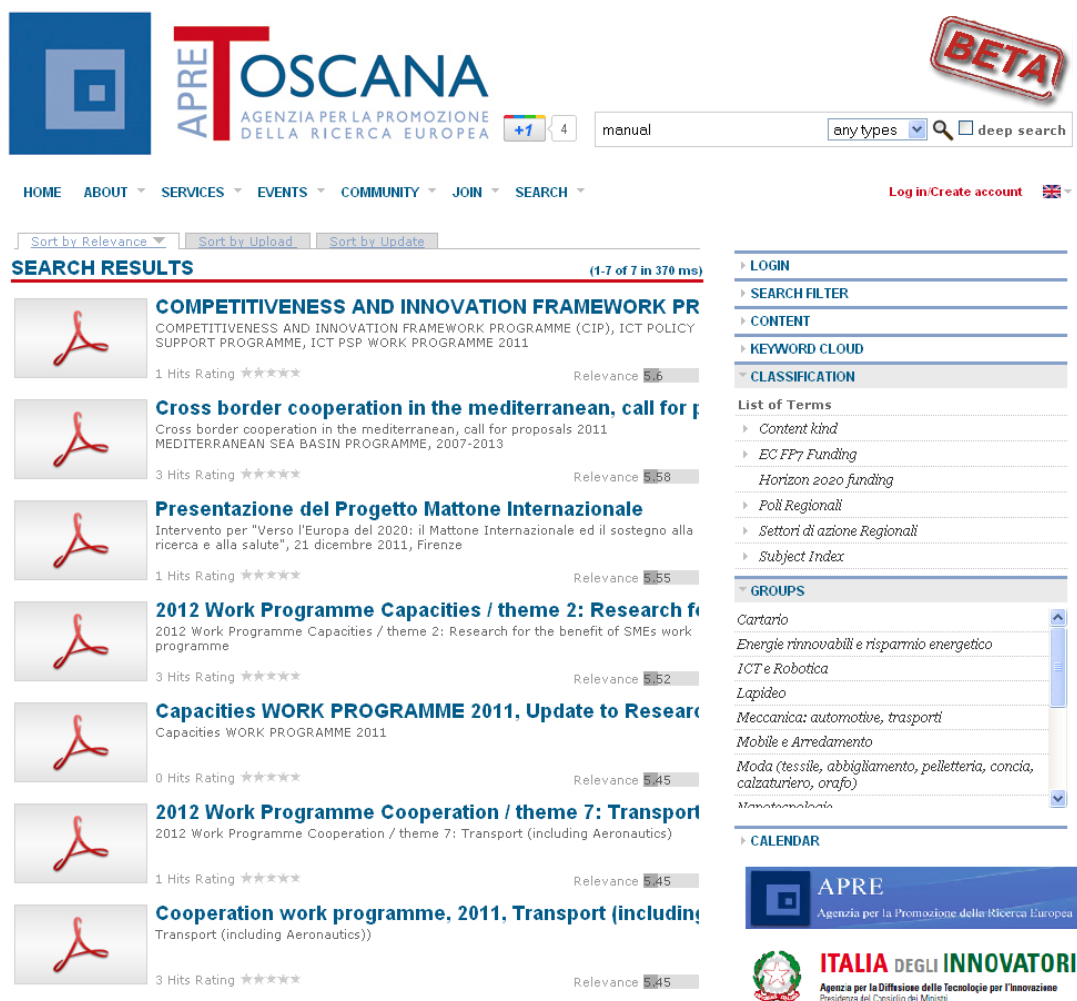 APRE TOSCANA
AGENZIA PER LA PROMOZIONE
DELLA RICERCA EUROPEA
BETA
+1 4
manual
any types
deep search
HOME ABOUT SERVICES EVENTS COMMUNITY JOIN SEARCH
Log in/Create account
Sort by Relevance Sort by Upload Sort by Update
SEARCH RESULTS (1-7 of 7 in 370 ms)
COMPETITIVENESS AND INNOVATION FRAMEWORK PR
COMPETITIVENESS AND INNOVATION FRAMEWORK PROGRAMME (CIP), ICT POLICY
SUPPORT PROGRAMME, ICT PSP WORK PROGRAMME 2011
1 Hits Rating Relevance 5.6
Cross border cooperation in the mediterranean, call for p
Cross border cooperation in the mediterranean, call for proposals 2011
MEDITERRANEAN SEA BASIN PROGRAMME, 2007-2013
3 Hits Rating Relevance 5.58
Presentazione del Progetto Mattone Internazionale
Intervento per "Verso l'Europa del 2020: il Mattone Internazionale ed il sostegno alla
ricerca e alla salute", 21 dicembre 2011, Firenze
1 Hits Rating Relevance 5.55
2012 Work Programme Capacities / theme 2: Research fo
2012 Work Programme Capacities / theme 2: Research for the benefit of SMEs work
programme
3 Hits Rating Relevance 5.52
Capacities WORK PROGRAMME 2011, Update to Researc
Capacities WORK PROGRAMME 2011
0 Hits Rating Relevance 5.45
2012 Work Programme Cooperation / theme 7: Transport
2012 Work Programme Cooperation / theme 7: Transport (including Aeronautics)
1 Hits Rating Relevance 5.45
Cooperation work programme, 2011, Transport (including
Transport (including Aeronautics))
3 Hits Rating Relevance 5.45
LOGIN
SEARCH FILTER
CONTENT
KEYWORD CLOUD
CLASSIFICATION
List of Terms
Content kind
EC FP7 Funding
Horizon 2020 funding
Poli Regionali
Settori di azione Regionali
Subject Index
GROUPS
Cartario
Energie rinnovabili e risparmio energetico
ICT e Robotica
Lapideo
Meccanica: automotive, trasporti
Mobile e Arredamento
Moda (tessile, abbigliamento, pelletteria, concia,
calzaturiero, orafo)
Nanotecnologie
CALENDAR
APRE
Agenzia per la Promozione della Ricerca Europea
ITALIA DEGLI INNOVATORI
Agenzia per la Diffusione delle Tecnologie per l'Innovazione
Presidenza del Consiglio dei Ministri